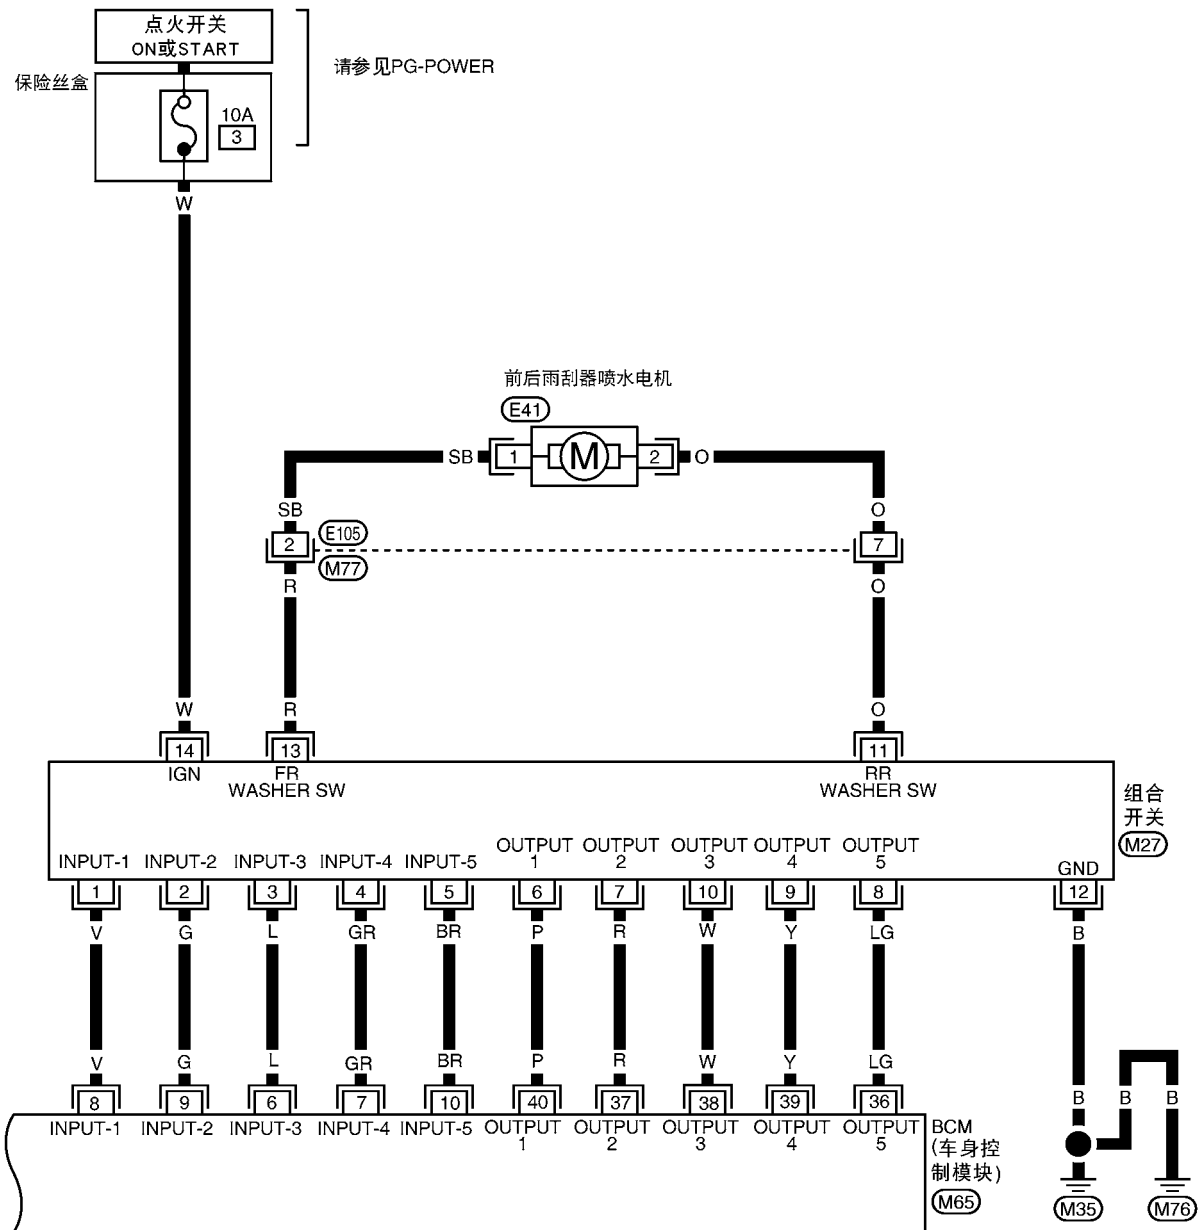 点火开关
ON或START
请参见PG-POWER
保险丝盒
10A
3
W
前后雨刮器喷水电机
E41
SB 1 M 2 O
SB O
2 E105 7
M77
R O
W R O
14 13 11
IGN FR RR
WASHER SW WASHER SW
组合
开关
M27
INPUT-1 INPUT-2 INPUT-3 INPUT-4 INPUT-5 OUTPUT 1 OUTPUT 2 OUTPUT 3 OUTPUT 4 OUTPUT 5 GND
1 2 3 4 5 6 7 10 9 8 12
V G L GR BR P R W Y LG B
V G L GR BR P R W Y LG
B B B
8 9 6 7 10 40 37 38 39 36
INPUT-1 INPUT-2 INPUT-3 INPUT-4 INPUT-5 OUTPUT 1 OUTPUT 2 OUTPUT 3 OUTPUT 4 OUTPUT 5
BCM
(车身控
制模块)
M65
M35 M76